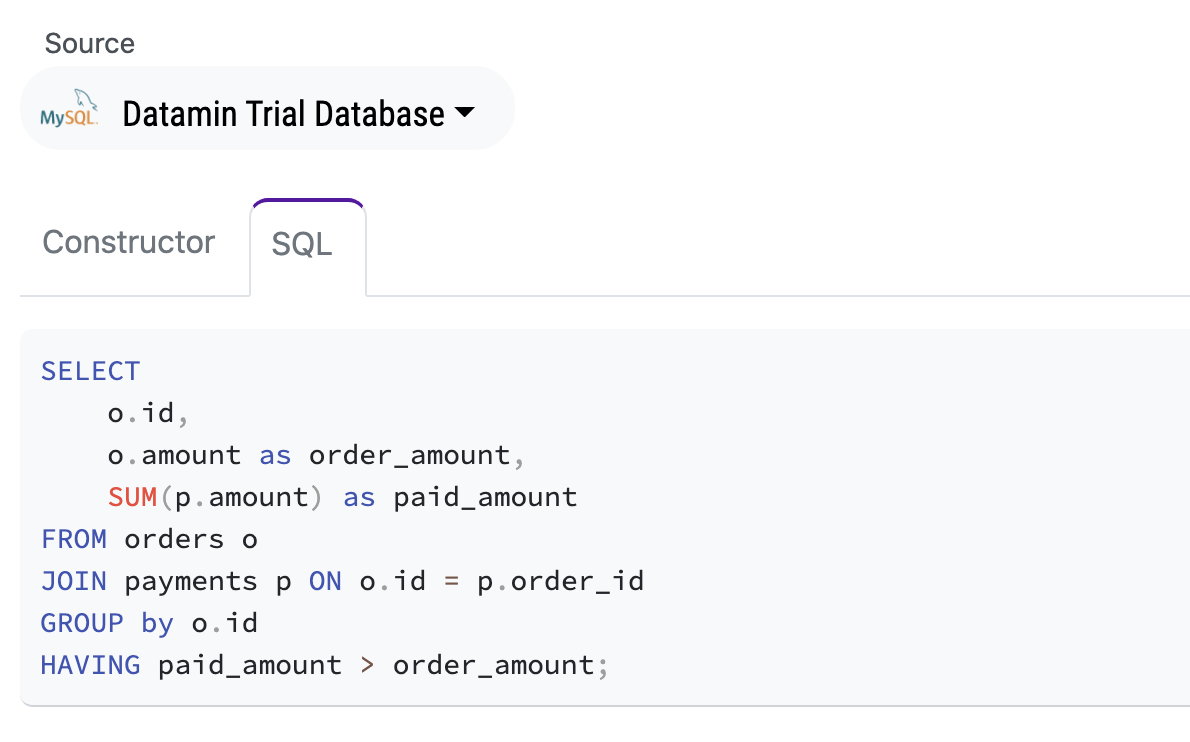 Source
MySQL Datamin Trial Database
Constructor SQL
SELECT
    o.id,
    o.amount as order_amount,
    SUM(p.amount) as paid_amount
FROM orders o
JOIN payments p ON o.id = p.order_id
GROUP by o.id
HAVING paid_amount > order_amount;